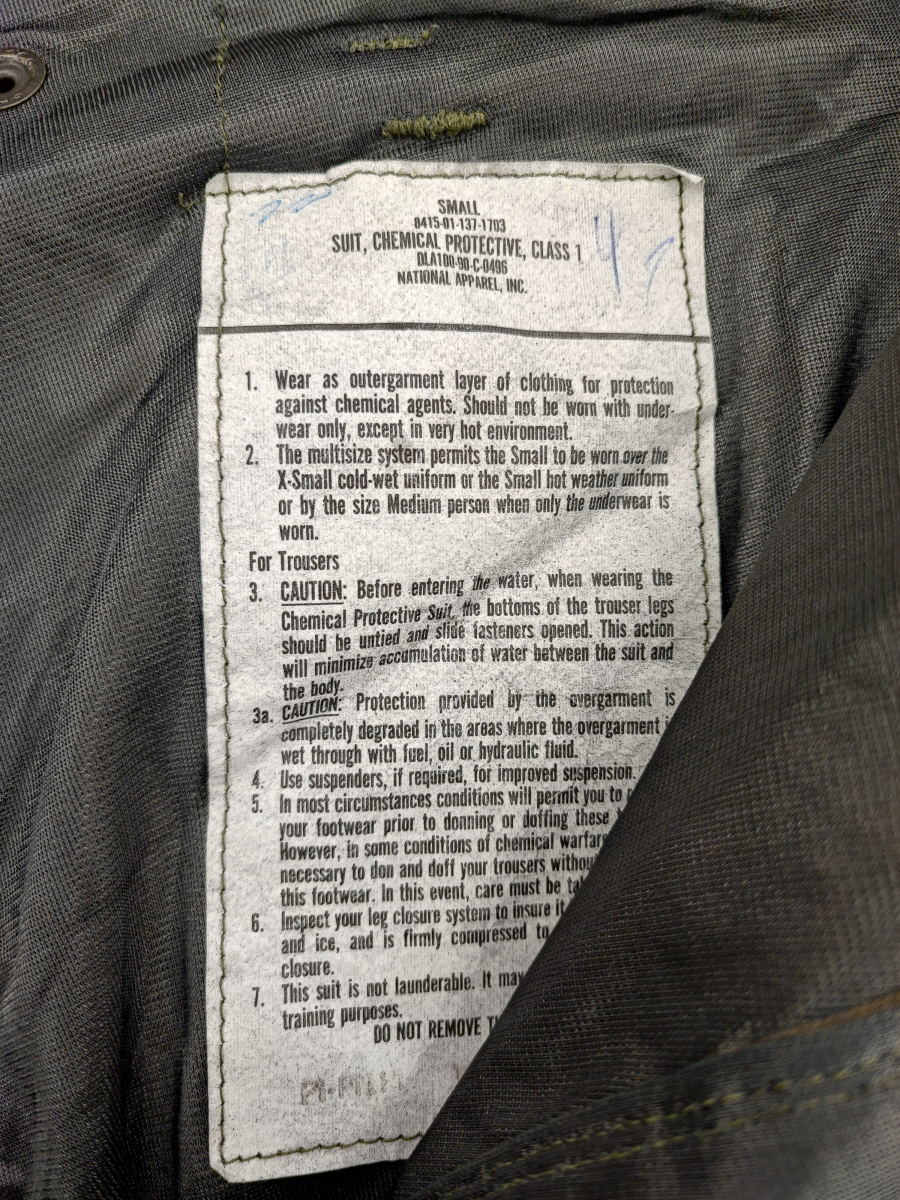 SMALL
8415-01-137-1703
SUIT, CHEMICAL PROTECTIVE, CLASS 1
DLA100-90-C-0496
NATIONAL APPAREL, INC.
1. Wear as outergarment layer of clothing for protection
against chemical agents. Should not be worn with under-
wear only, except in very hot environment.
2. The multisize system permits the Small to be worn over the
X-Small cold-wet uniform or the Small hot weather uniform
or by the size Medium person when only the underwear is
worn.
For Trousers
3. CAUTION: Before entering the water, when wearing the
Chemical Protective Suit, the bottoms of the trouser legs
should be untied and slide fasteners opened. This action
will minimize accumulation of water between the suit and
the body.
3a. CAUTION: Protection provided by the overgarment is
completely degraded in the areas where the overgarment
wet through with fuel, oil or hydraulic fluid.
4. Use suspenders, if required, for improved suspension.
5. In most circumstances conditions will permit you to
your footwear prior to donning or doffing these
However, in some conditions of chemical warfar
necessary to don and doff your trousers withou
this footwear. In this event, care must be ta
6. Inspect your leg closure system to insure it
and ice, and is firmly compressed to
closure.
7. This suit is not launderable. It may
training purposes.
DO NOT REMOVE